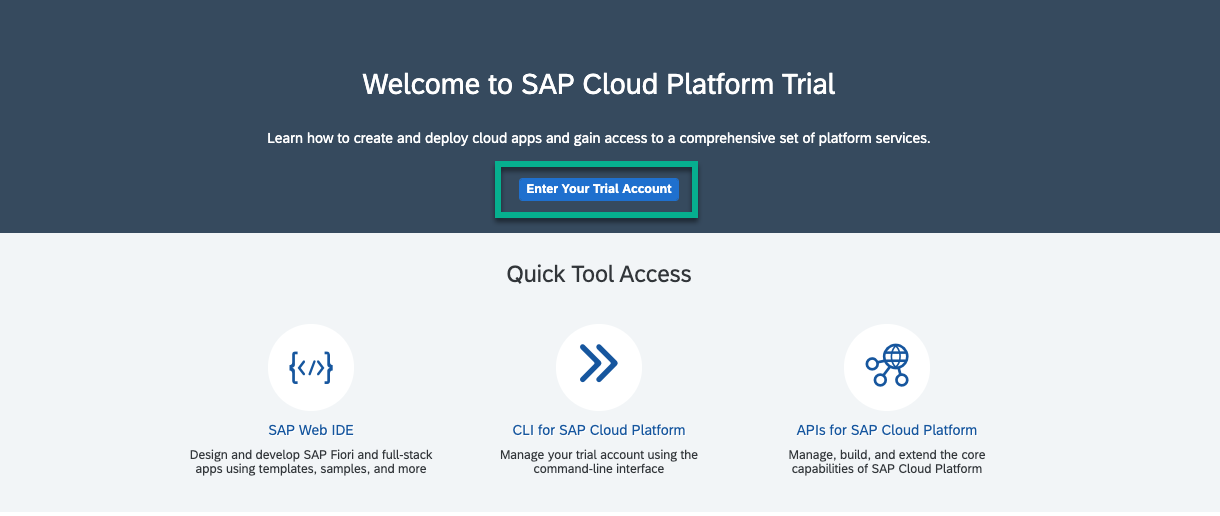 Welcome to SAP Cloud Platform Trial
Learn how to create and deploy cloud apps and gain access to a comprehensive set of platform services.
Enter Your Trial Account
Quick Tool Access
SAP Web IDE
Design and develop SAP Fiori and full-stack
apps using templates, samples, and more
CLI for SAP Cloud Platform
Manage your trial account using the
command-line interface
APIs for SAP Cloud Platform
Manage, build, and extend the core
capabilities of SAP Cloud Platform